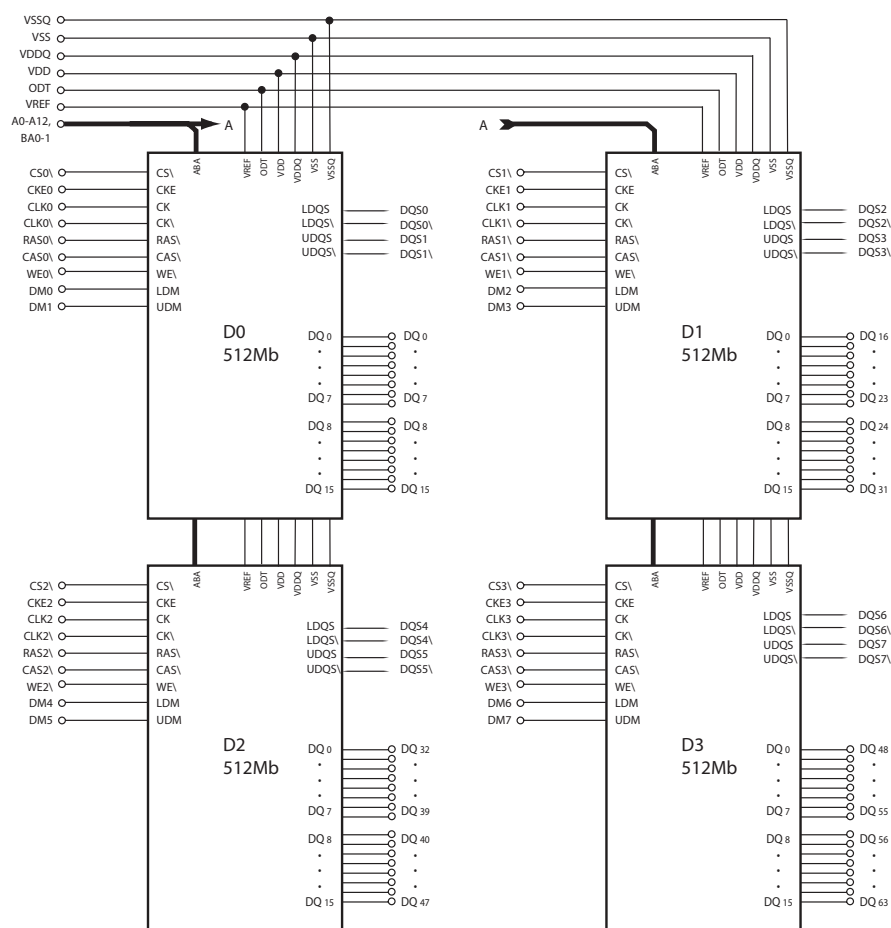 VSSQ
VSS
VDDQ
VDD
ODT
VREF
A0-A12,
BA0-1
A
A
ABA
VREF
ODT
VDD
VDDQ
VSS
VSSQ
CS0\
CKE0
CLK0
CLK0\
RAS0\
CAS0\
WE0\
DM0
DM1
CS\
CKE
CK
CK\
RAS\
CAS\
WE\
LDM
UDM
LDQS
LDQS\
UDQS
UDQS\
DQS0
DQS0\
DQS1
DQS1\
D0
512Mb
DQ 0
DQ 7
DQ 8
DQ 15
DQ 0
DQ 7
DQ 8
DQ 15
ABA
VREF
ODT
VDD
VDDQ
VSS
VSSQ
CS1\
CKE1
CLK1
CLK1\
RAS1\
CAS1\
WE1\
DM2
DM3
CS\
CKE
CK
CK\
RAS\
CAS\
WE\
LDM
UDM
LDQS
LDQS\
UDQS
UDQS\
DQS2
DQS2\
DQS3
DQS3\
D1
512Mb
DQ 0
DQ 7
DQ 8
DQ 15
DQ 16
DQ 23
DQ 24
DQ 31
ABA
VREF
ODT
VDD
VDDQ
VSS
VSSQ
CS2\
CKE2
CLK2
CLK2\
RAS2\
CAS2\
WE2\
DM4
DM5
CS\
CKE
CK
CK\
RAS\
CAS\
WE\
LDM
UDM
LDQS
LDQS\
UDQS
UDQS\
DQS4
DQS4\
DQS5
DQS5\
D2
512Mb
DQ 0
DQ 7
DQ 8
DQ 15
DQ 32
DQ 39
DQ 40
DQ 47
ABA
VREF
ODT
VDD
VDDQ
VSS
VSSQ
CS3\
CKE3
CLK3
CLK3\
RAS3\
CAS3\
WE3\
DM6
DM7
CS\
CKE
CK
CK\
RAS\
CAS\
WE\
LDM
UDM
LDQS
LDQS\
UDQS
UDQS\
DQS6
DQS6\
DQS7
DQS7\
D3
512Mb
DQ 0
DQ 7
DQ 8
DQ 15
DQ 48
DQ 55
DQ 56
DQ 63